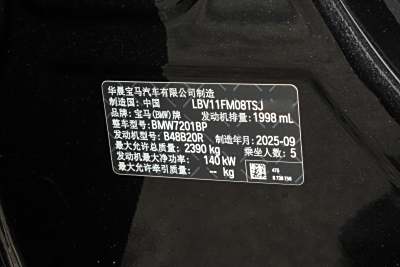 华晨宝马汽车有限公司制造
制造国：中国 LBV11FM08TSJ
品牌：宝马(BMW)牌 发动机排量：1998 mL
整车型号：BMW7201BP
发动机型号：B48B20R 制造年月：2025-09
最大允许总质量：2390 kg 乘坐人数：5
发动机最大净功率：140 kW
最大允许牵引质量：-- kg